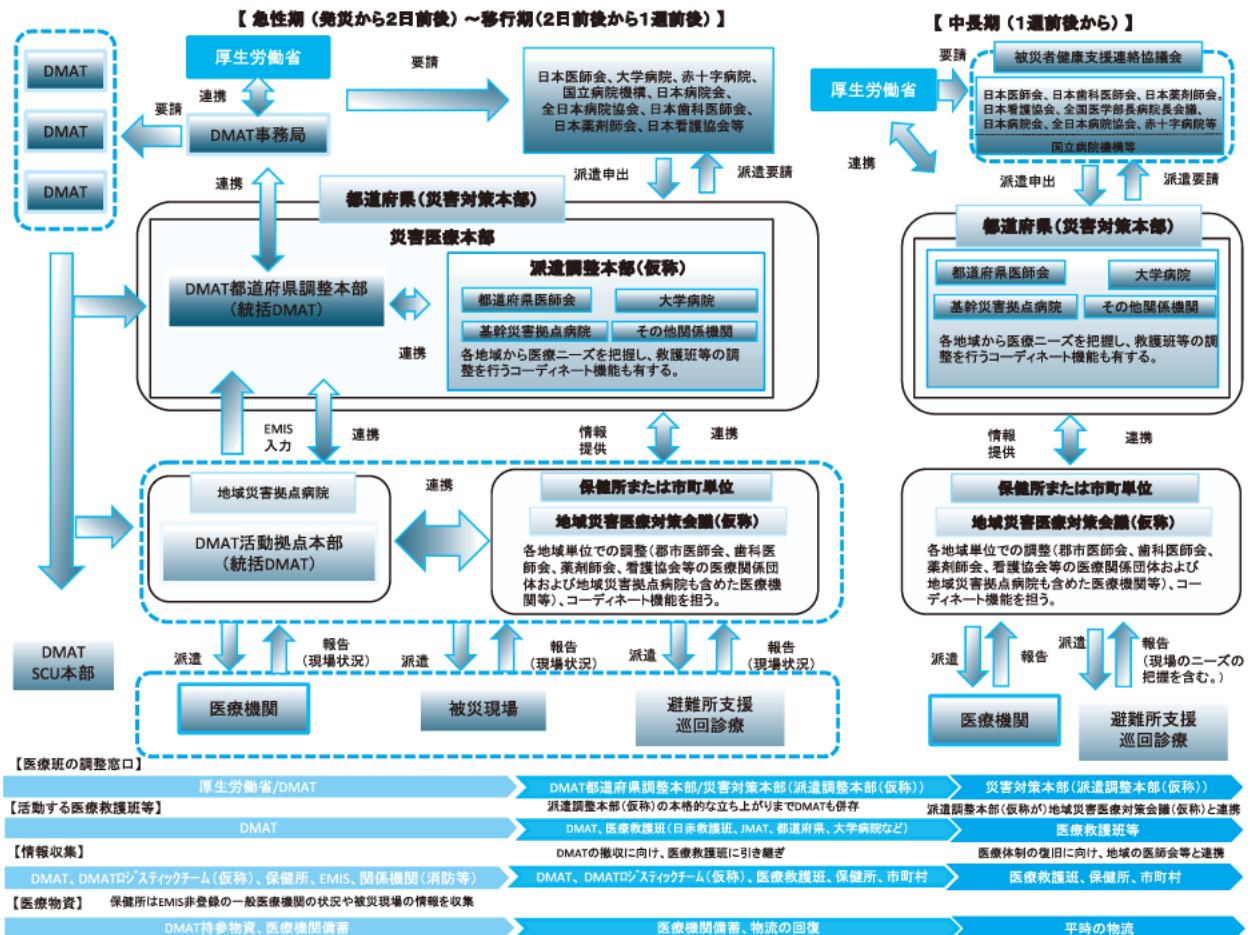 【 急性期 (発災から2日前後) ～移行期(2日前後から1週前後) 】
DMAT
DMAT
DMAT
要請
厚生労働省
連携
DMAT事務局
要請
日本医師会、大学病院、赤十字病院、
国立病院機構、日本病院会、
全日本病院協会、日本歯科医師会、
日本薬剤師会、日本看護協会等
連携
派遣申出
派遣要請
都道府県(災害対策本部)
災害医療本部
DMAT都道府県調整本部
(統括DMAT)
連携
派遣調整本部(仮称)
都道府県医師会
大学病院
基幹災害拠点病院
その他関係機関
各地域から医療ニーズを把握し、救護班等の調
整を行うコーディネート機能も有する。
EMIS
入力
連携
情報
提供
連携
地域災害拠点病院
DMAT活動拠点本部
(統括DMAT)
連携
保健所または市町単位
地域災害医療対策会議(仮称)
各地域単位での調整(郡市医師会、歯科医
師会、薬剤師会、看護協会等の医療関係団
体および地域災害拠点病院も含めた医療機
関等)、コーディネート機能を担う。
DMAT
SCU本部
派遣
報告
(現場状況)
派遣
報告
(現場状況)
派遣
報告
(現場状況)
医療機関
被災現場
避難所支援
巡回診療
【 中長期 (1週前後から) 】
厚生労働省
要請
連携
被災者健康支援連絡協議会
日本医師会、日本歯科医師会、日本薬剤師会。
日本看護協会、全国医学部長病院長会議、
日本病院会、全日本病院協会、赤十字病院等
国立病院機構等
派遣申出
派遣要請
都道府県(災害対策本部)
都道府県医師会
大学病院
基幹災害拠点病院
その他関係機関
各地域から医療ニーズを把握し、救護班等の調
整を行うコーディネート機能も有する。
情報
提供
連携
保健所または市町単位
地域災害医療対策会議(仮称)
各地域単位での調整(郡市医師会、歯科医師会、
薬剤師会、看護協会等の医療関係団体および
地域災害拠点病院も含めた医療機関等)、コー
ディネート機能を担う。
派遣
報告
派遣
報告
(現場のニーズの
把握を含む。)
医療機関
避難所支援
巡回診療
【医療班の調整窓口】
厚生労働省/DMAT
DMAT都道府県調整本部/災害対策本部(派遣調整本部(仮称))
災害対策本部(派遣調整本部(仮称))
【活動する医療救護班等】
派遣調整本部(仮称)の本格的な立ち上がりまでDMATも併存
派遣調整本部(仮称が)地域災害医療対策会議(仮称)と連携
DMAT
DMAT、医療救護班(日赤救護班、JMAT、都道府県、大学病院など)
医療救護班等
【情報収集】
DMATの撤収に向け、医療救護班に引き継ぎ
医療体制の復旧に向け、地域の医師会等と連携
DMAT、DMATロジスティックチーム(仮称)、保健所、EMIS、関係機関(消防等)
DMAT、DMATロジスティックチーム(仮称)、医療救護班、保健所、市町村
医療救護班、保健所、市町村
【医療物資】
保健所はEMIS非登録の一般医療機関の状況や被災現場の情報を収集
DMAT持参物資、医療機関備蓄
医療機関備蓄、物流の回復
平時の物流